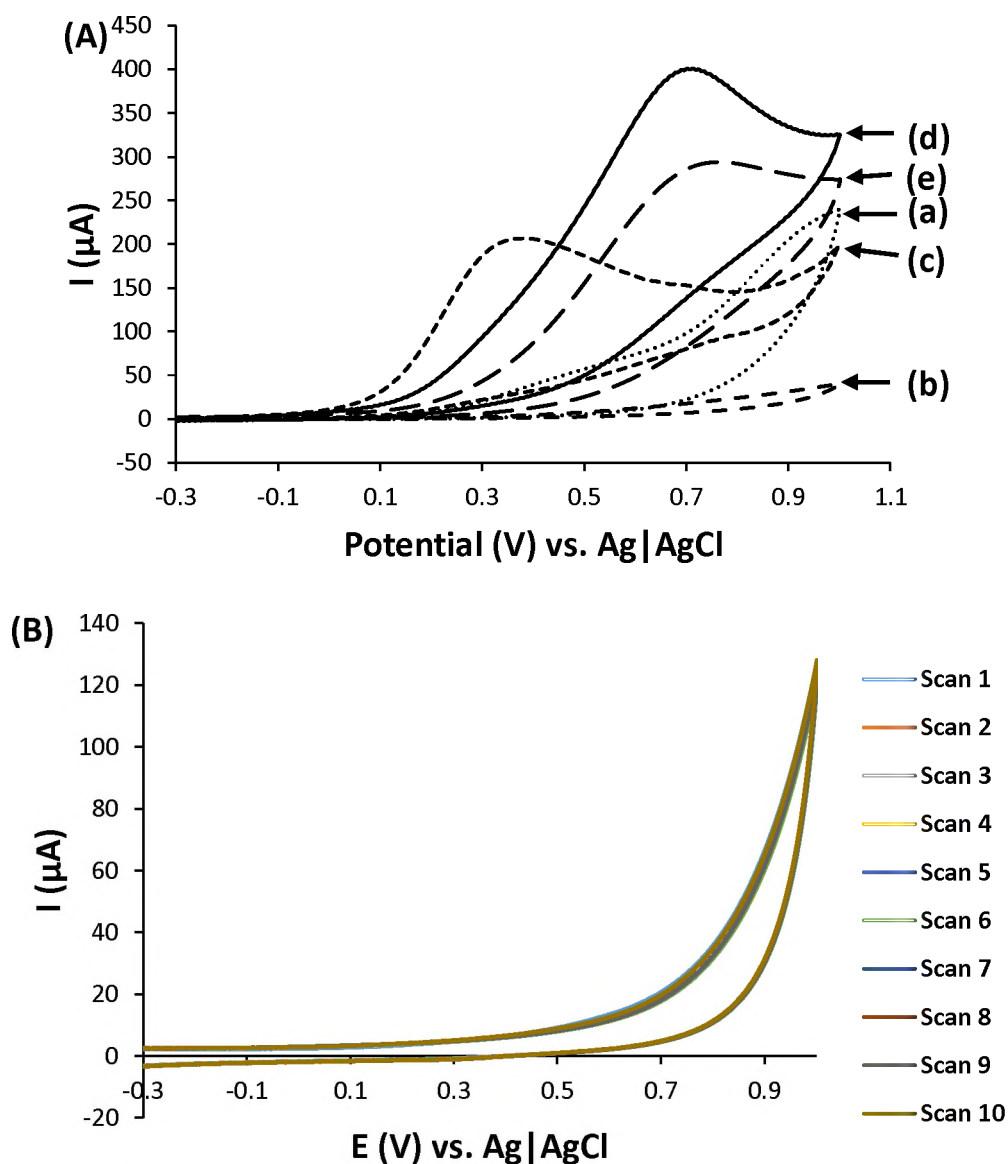 (A)
450
400
350
300
250
200
150
100
50
0
-50
I (µA)
(d)
(e)
(a)
(c)
(b)
-0.3 -0.1 0.1 0.3 0.5 0.7 0.9 1.1
Potential (V) vs. Ag|AgCl
(B)
140
120
100
80
60
40
20
0
-20
I (µA)
-0.3 -0.1 0.1 0.3 0.5 0.7 0.9
E (V) vs. Ag|AgCl
Scan 1
Scan 2
Scan 3
Scan 4
Scan 5
Scan 6
Scan 7
Scan 8
Scan 9
Scan 10